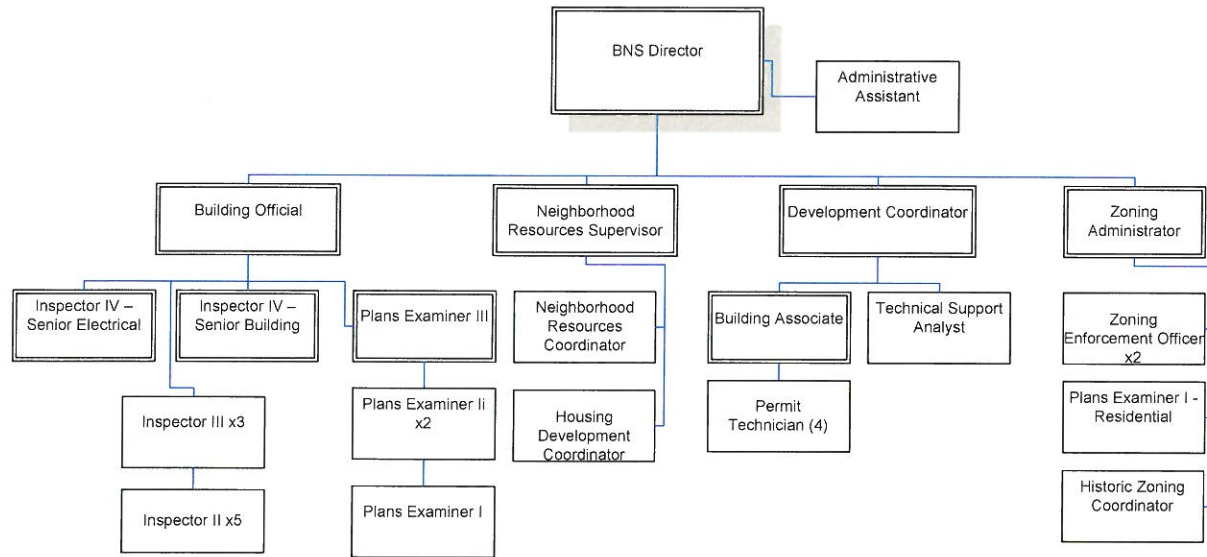 BNS Director
Administrative
Assistant
Building Official
Neighborhood
Resources Supervisor
Development Coordinator
Zoning
Administrator
Inspector IV –
Senior Electrical
Inspector IV –
Senior Building
Plans Examiner III
Neighborhood
Resources
Coordinator
Building Associate
Technical Support
Analyst
Zoning
Enforcement Officer
x2
Inspector III x3
Plans Examiner Ii
x2
Housing
Development
Coordinator
Permit
Technician (4)
Plans Examiner I -
Residential
Inspector II x5
Plans Examiner I
Historic Zoning
Coordinator